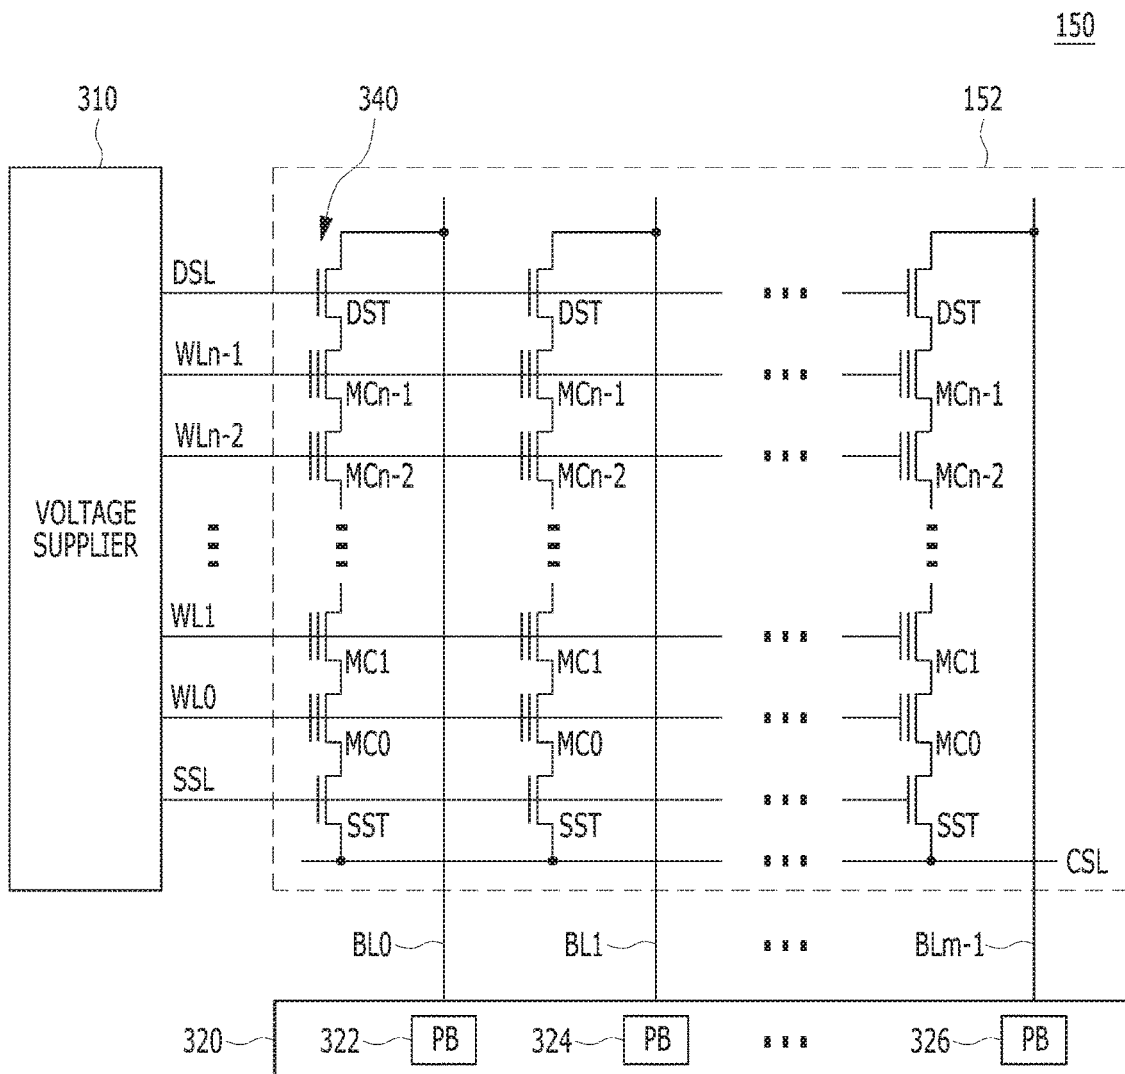 150
310
340
152
DSL
DST
DST
DST
WLn-1
MCn-1
MCn-1
MCn-1
WLn-2
MCn-2
MCn-2
MCn-2
VOLTAGE
SUPPLIER
WL1
MC1
MC1
MC1
WL0
MC0
MC0
MC0
SSL
SST
SST
SST
CSL
BL0
BL1
BLm-1
320
322
PB
324
PB
326
PB